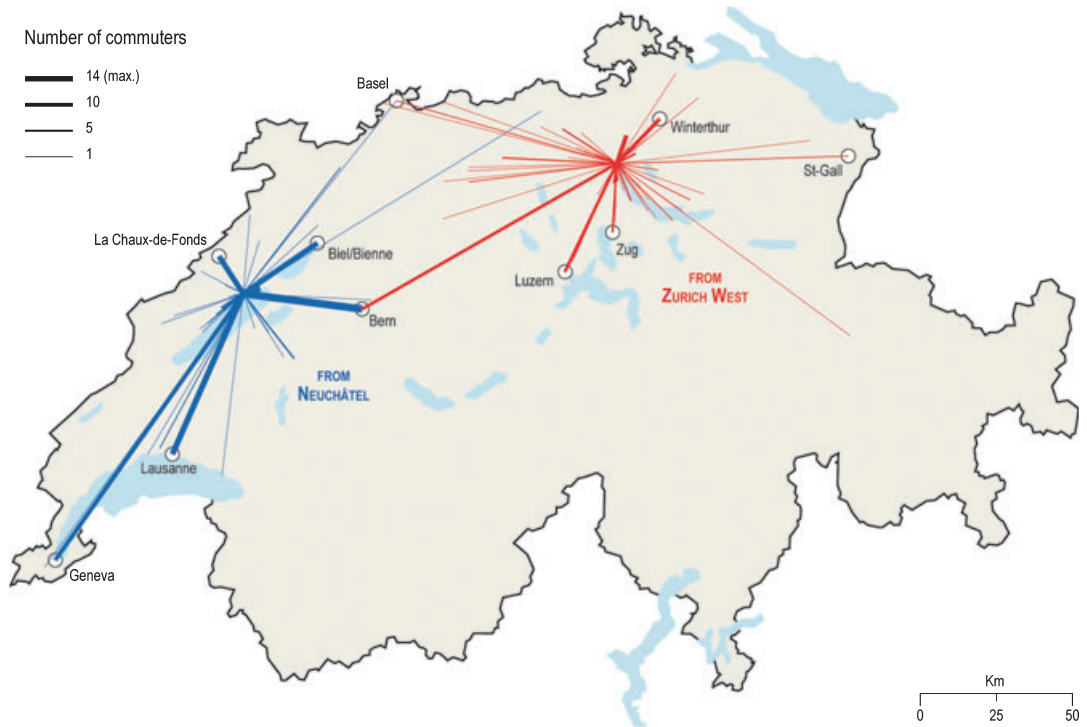 Number of commuters
14 (max.)
10
5
1
Basel
Winterthur
St-Gall
La Chaux-de-Fonds
Biel/Bienne
Zug
Luzern
FROM
ZURICH WEST
Bern
FROM
NEUCHÂTEL
Lausanne
Geneva
Km
0 25 50